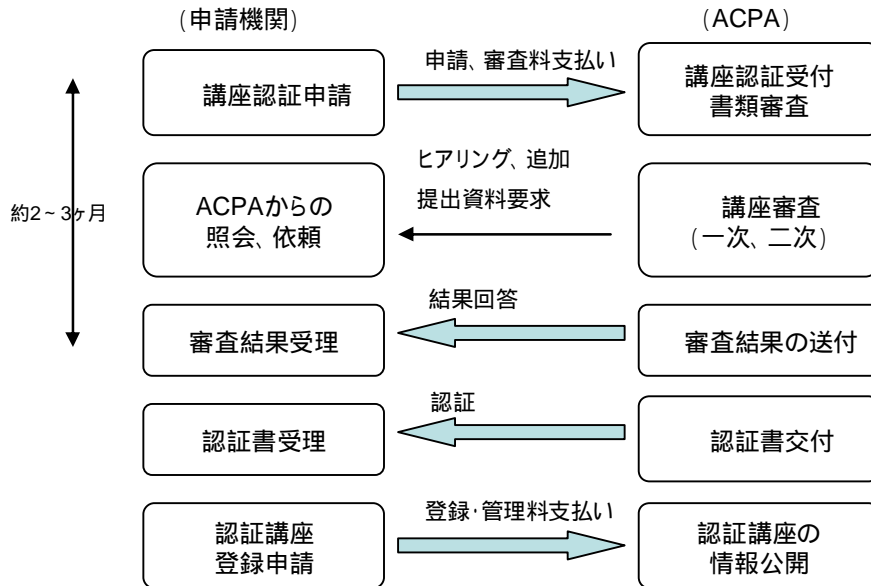 (申請機関)
(ACPA)
講座認証申請
申請、審査料支払い
講座認証受付
書類審査
約2~3ヶ月
ACPAからの
照会、依頼
ヒアリング、追加
提出資料要求
講座審査
(一次、二次)
審査結果受理
結果回答
審査結果の送付
認証書受理
認証
認証書交付
認証講座
登録申請
登録・管理料支払い
認証講座の
情報公開